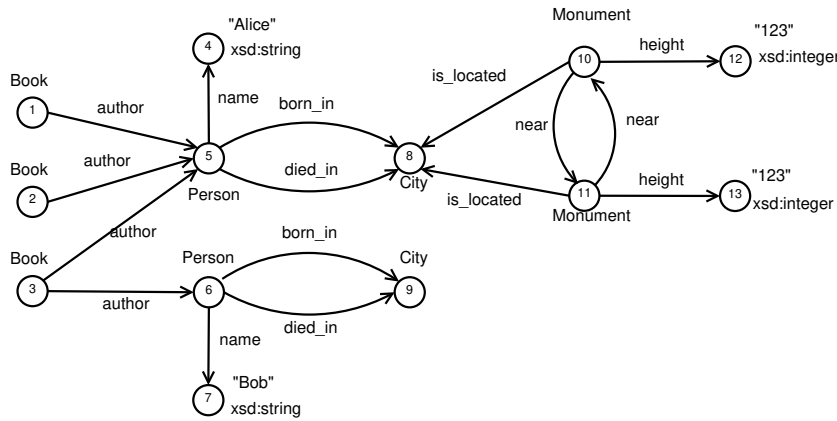 Monument
"Alice"
4
xsd:string
"123"
height
10
12
xsd:integer
is_located
Book
1
author
name
born_in
near
near
author
5
8
died_in
City
"123"
Book
2
Person
is_located
11
height
13
xsd:integer
Monument
author
born_in
Book
Person
City
3
6
9
author
died_in
name
"Bob"
7
xsd:string